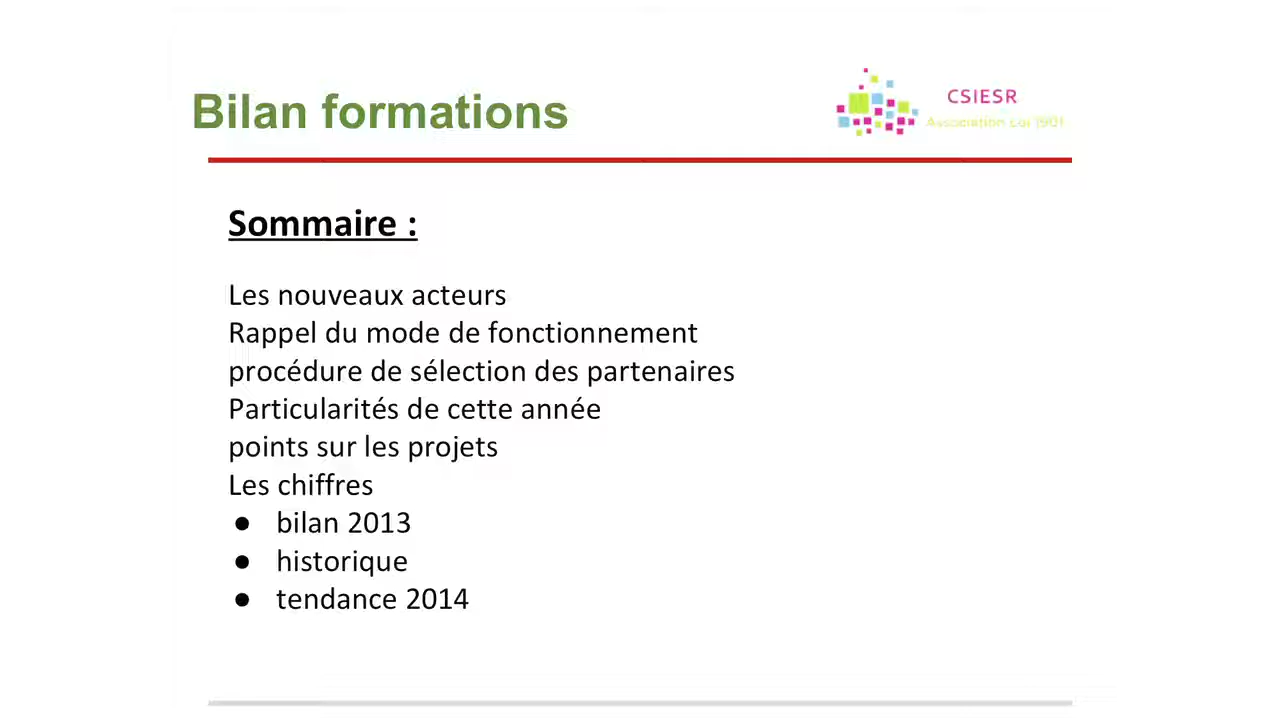 Bilan formations
CSIESR
Association Loi 1901
Sommaire :
Les nouveaux acteurs
Rappel du mode de fonctionnement
procédure de sélection des partenaires
Particularités de cette année
points sur les projets
Les chiffres
● bilan 2013
● historique
● tendance 2014